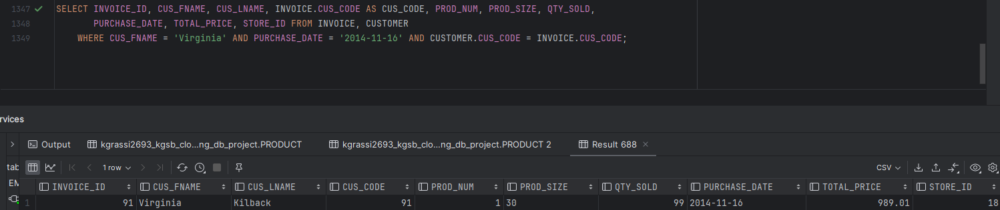 1347 SELECT INVOICE_ID, CUS_FNAME, CUS_LNAME, INVOICE.CUS_CODE AS CUS_CODE, PROD_NUM, PROD_SIZE, QTY_SOLD,
1348 PURCHASE_DATE, TOTAL_PRICE, STORE_ID FROM INVOICE, CUSTOMER
1349 WHERE CUS_FNAME = 'Virginia' AND PURCHASE_DATE = '2014-11-16' AND CUSTOMER.CUS_CODE = INVOICE.CUS_CODE;
rvices
Output kgrassi2693_kgsb_clo...ng_db_project.PRODUCT kgrassi2693_kgsb_clo...ng_db_project.PRODUCT 2 Result 688
tab 1 row CSV
EM INVOICE_ID CUS_FNAME CUS_LNAME CUS_CODE PROD_NUM PROD_SIZE QTY_SOLD PURCHASE_DATE TOTAL_PRICE STORE_ID
1 91 Virginia Kilback 91 1 30 99 2014-11-16 989.01 18